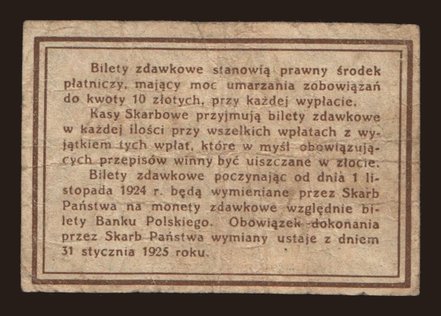 Bilety zdawkowe stanowią prawny środek
płatniczy, mający moc umarzania zobowiązań
do kwoty 10 złotych, przy każdej wypłacie.
Kasy Skarbowe przyjmują bilety zdawkowe
w każdej ilości przy wszelkich wpłatach z wy-
jątkiem tych wpłat, które w myśl obowiązują-
cych przepisów winny być uiszczane w złocie.
Bilety zdawkowe poczynając od dnia 1 li-
stopada 1924 r. będą wymieniane przez Skarb
Państwa na monety zdawkowe względnie bi-
lety Banku Polskiego. Obowiązek dokonania
przez Skarb Państwa wymiany ustaje z dniem
31 stycznia 1925 roku.